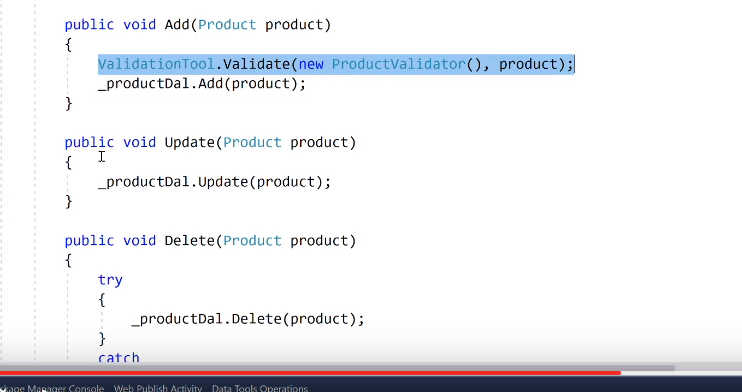 public void Add(Product product)
{
ValidationTool.Validate(new ProductValidator(), product);
_productDal.Add(product);
}
public void Update(Product product)
{
_productDal.Update(product);
}
public void Delete(Product product)
{
try
{
_productDal.Delete(product);
}
catch
ckage Manager Console Web Publish Activity Data Tools Operations